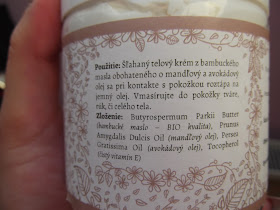 Použitie: Šľahaný telový krém z bambuckého
masla obohateného o mandľový a avokádový
olej sa pri kontakte s pokožkou roztápa na
jemný olej. Vmasírujte do pokožky tváre,
rúk, či celého tela.
Zloženie: Butyrospermum Parkii Butter
(bambucké maslo – BIO kvalita), Prunus
Amygdalis Dulcis Oil (mandľový olej), Persea
Gratissima Oil (avokádový olej), Tocopherol
(čistý vitamín E)